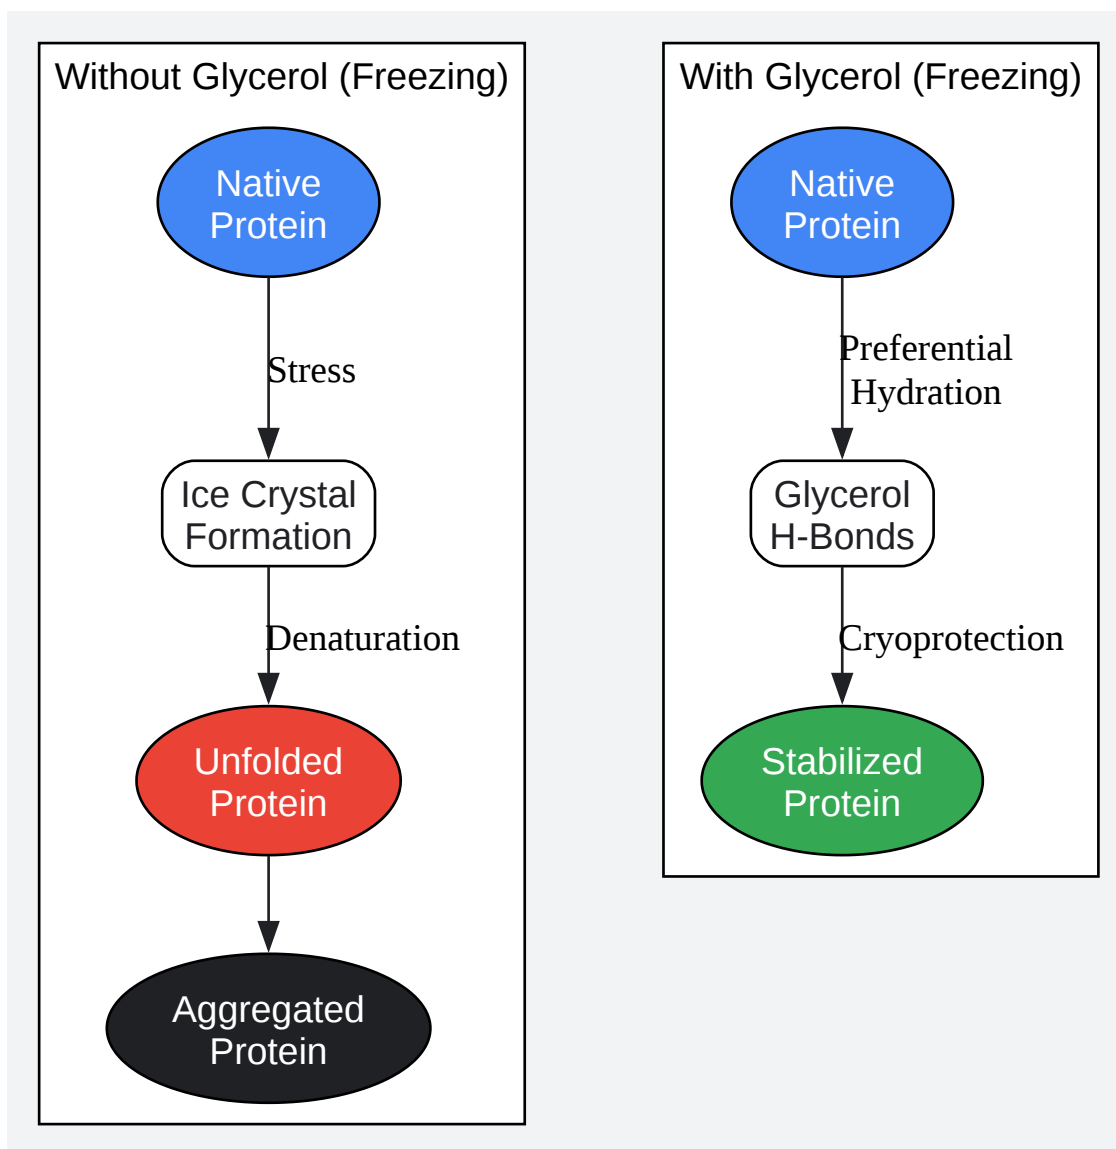 Without Glycerol (Freezing)
Native
Protein
Stress
Ice Crystal
Formation
Denaturation
Unfolded
Protein
Aggregated
Protein
With Glycerol (Freezing)
Native
Protein
Preferential
Hydration
Glycerol
H-Bonds
Cryoprotection
Stabilized
Protein